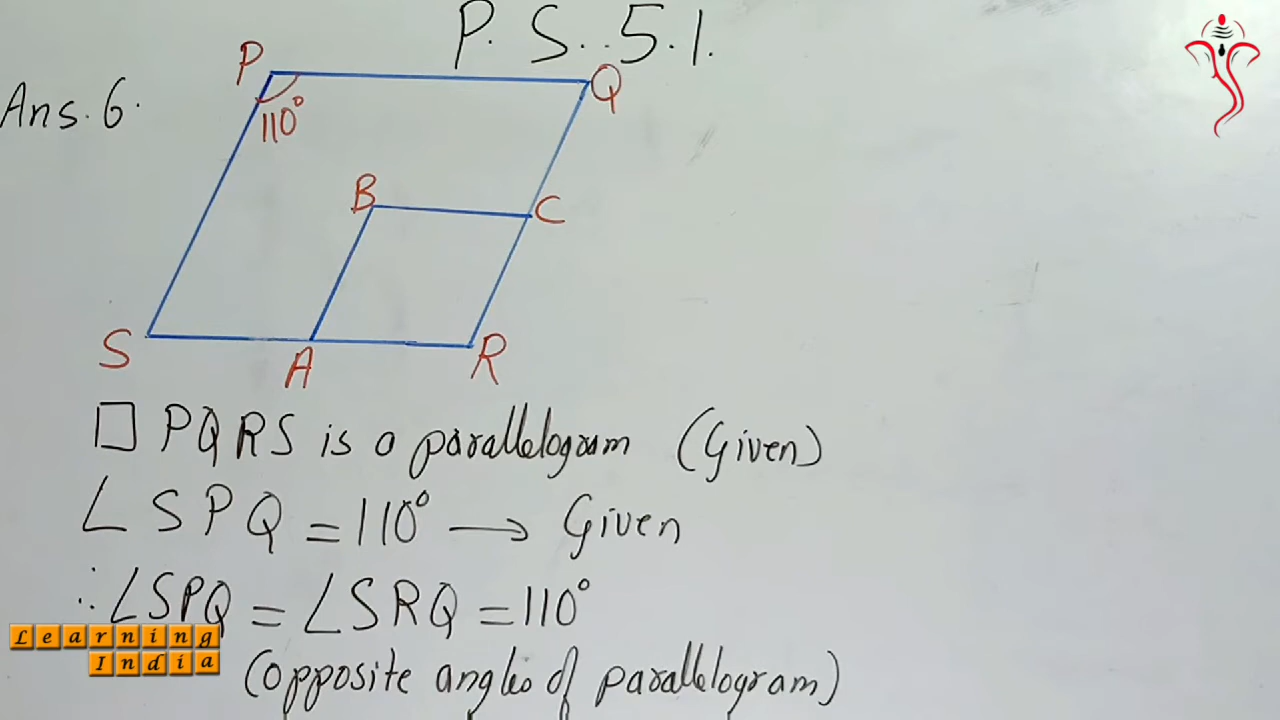 P. S. 5.1.
Ans. 6.
P
Q
110°
B
C
S
A
R
□ PQRS is a parallelogram (Given)
∠SPQ = 110° → Given
∴ ∠SPQ = ∠SRQ = 110°
(opposite angles of parallelogram)
Learning
India